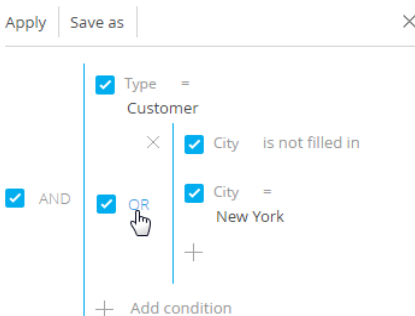 Apply Save as
Type =
Customer
City is not filled in
AND OR City =
New York
Add condition